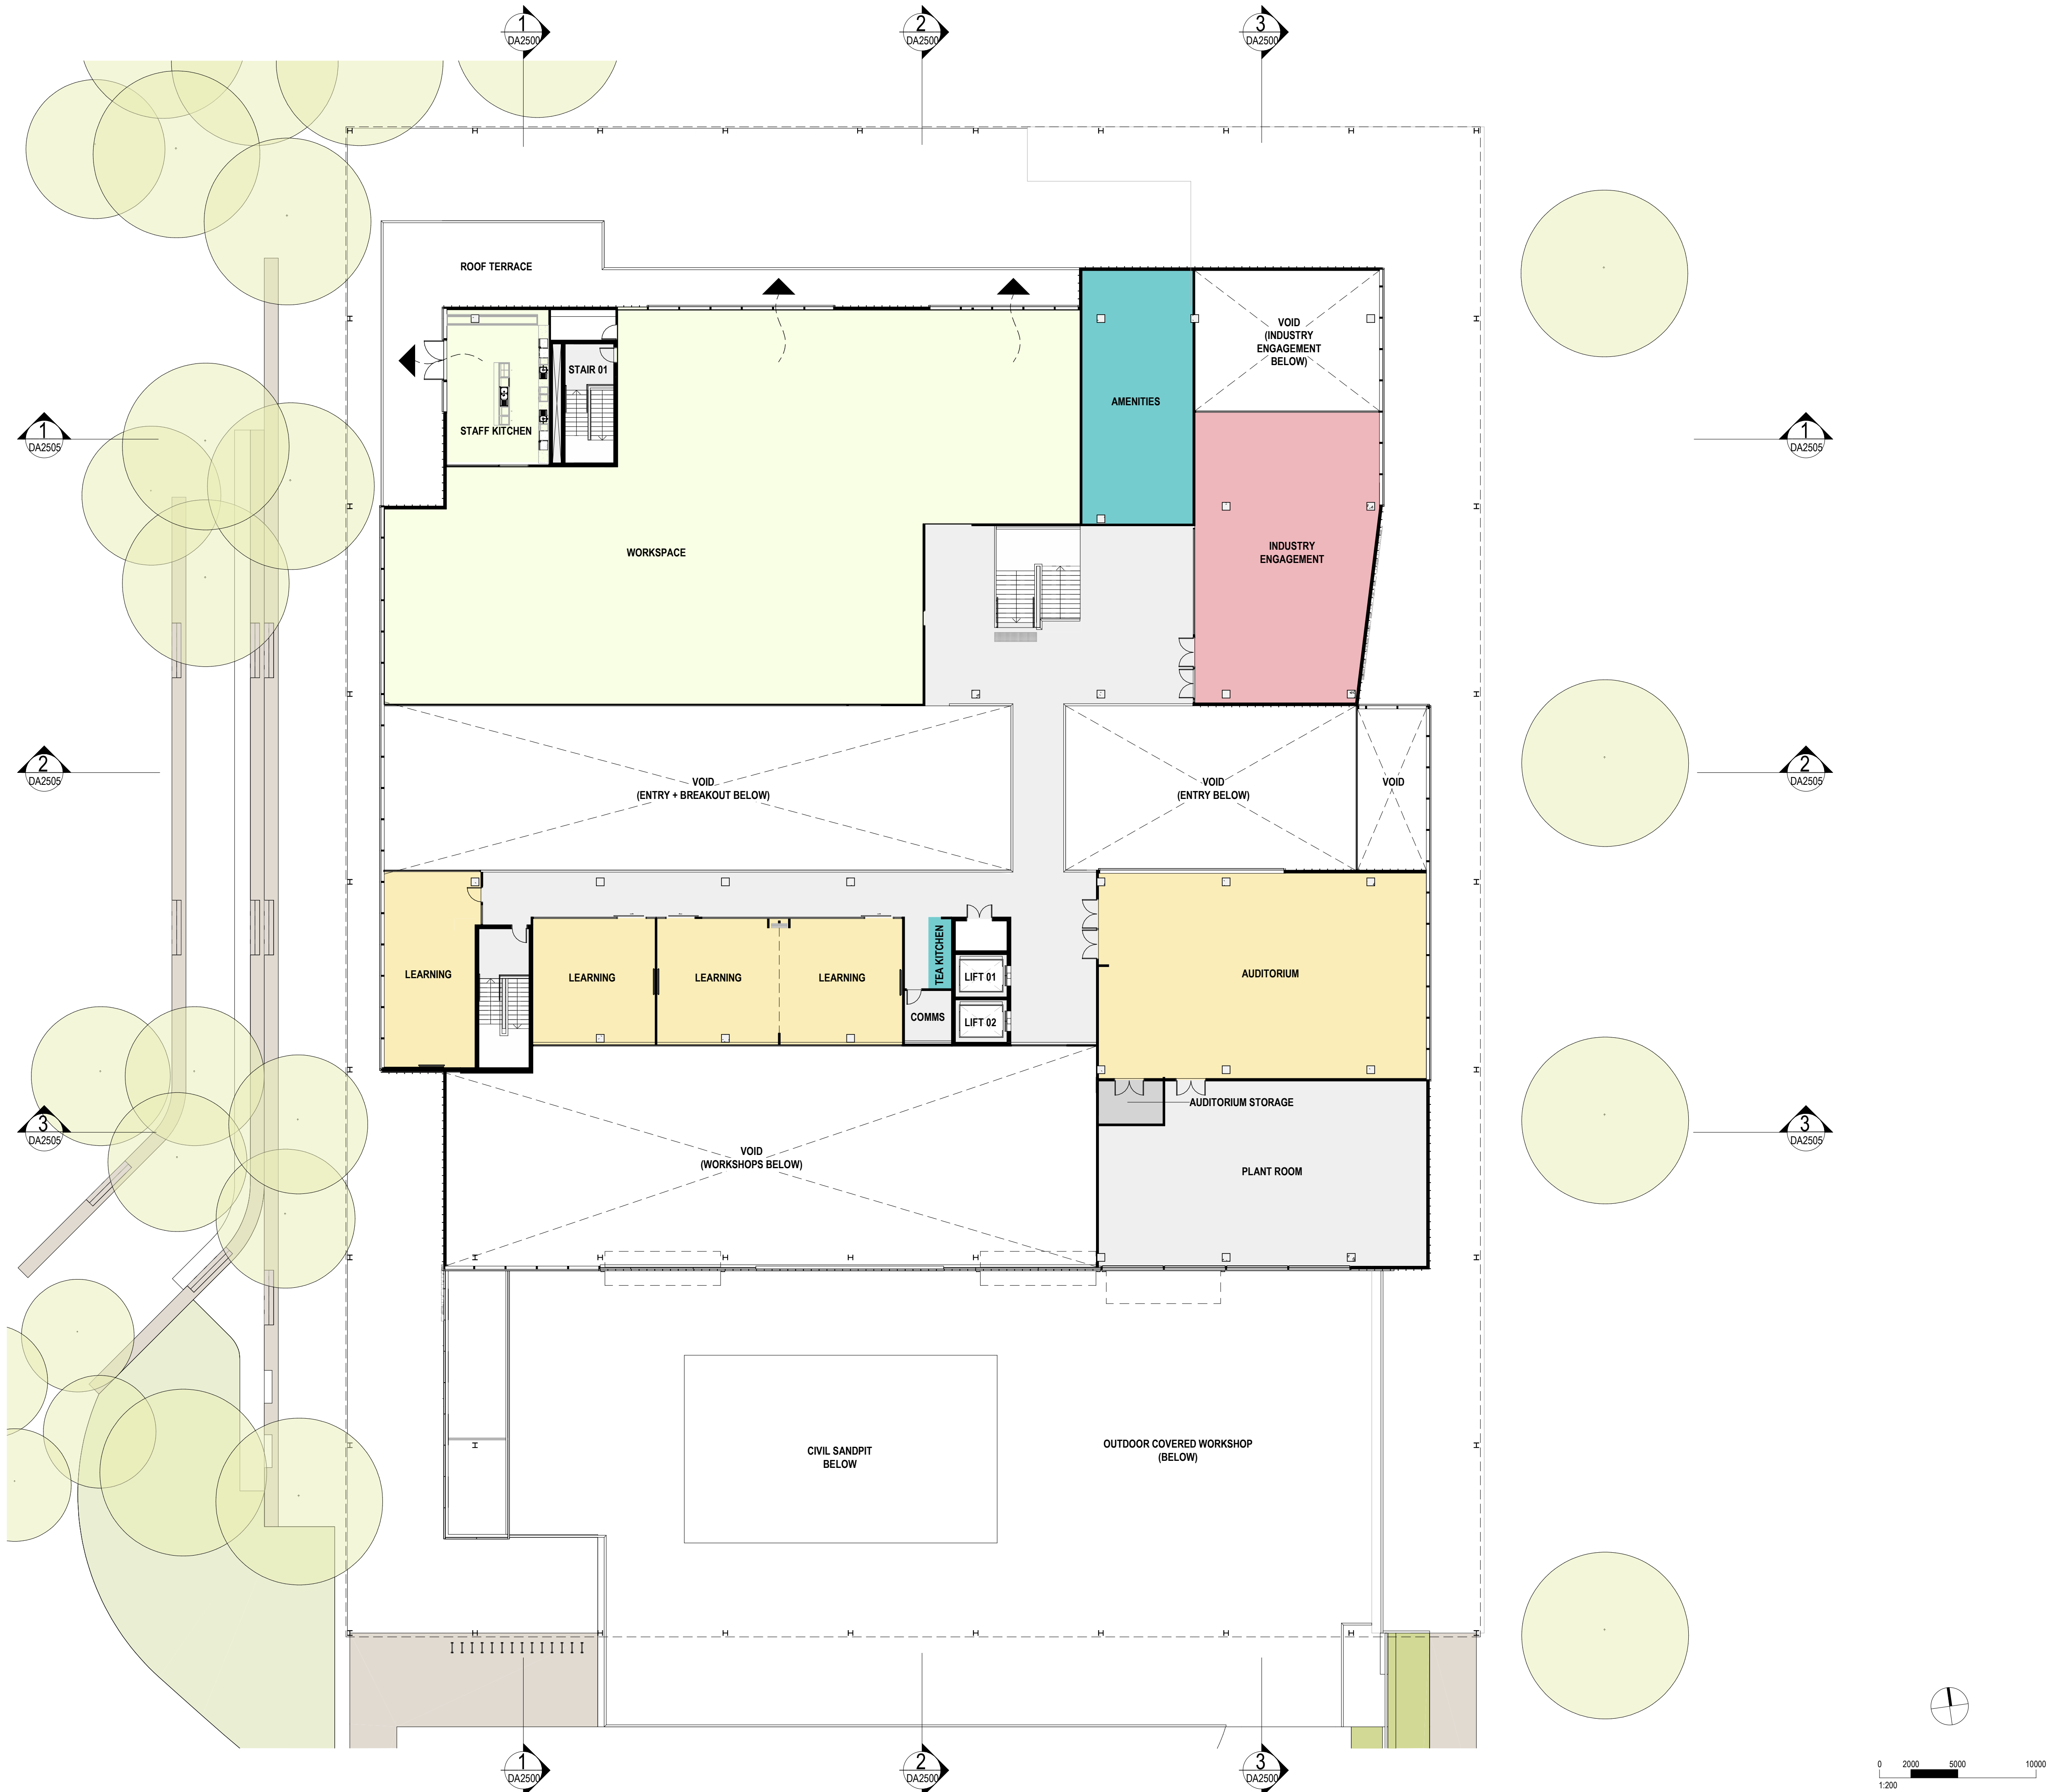 1
DA2500
2
DA2500
3
DA2500
ROOF TERRACE
VOID
(INDUSTRY
ENGAGEMENT
BELOW)
STAIR 01
AMENITIES
STAFF KITCHEN
1
DA2505
1
DA2505
WORKSPACE
INDUSTRY
ENGAGEMENT
2
DA2505
VOID
(ENTRY + BREAKOUT BELOW)
VOID
(ENTRY BELOW)
VOID
2
DA2505
LEARNING
LEARNING
LEARNING
LEARNING
TEA KITCHEN
LIFT 01
AUDITORIUM
COMMS
LIFT 02
3
DA2505
AUDITORIUM STORAGE
3
DA2505
VOID
(WORKSHOPS BELOW)
PLANT ROOM
CIVIL SANDPIT
BELOW
OUTDOOR COVERED WORKSHOP
(BELOW)
1
DA2500
2
DA2500
3
DA2500
0 2000 5000 10000
1:200